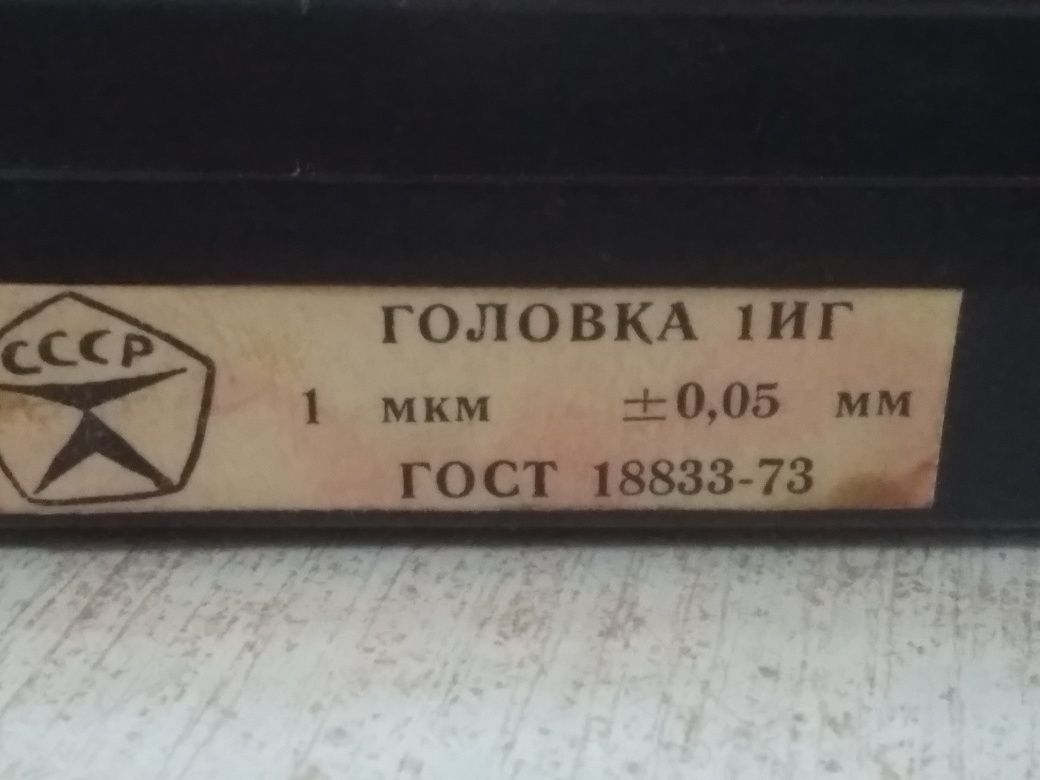 СССР
ГОЛОВКА 1ИГ
1 мкм ±0,05 мм
ГОСТ 18833-73